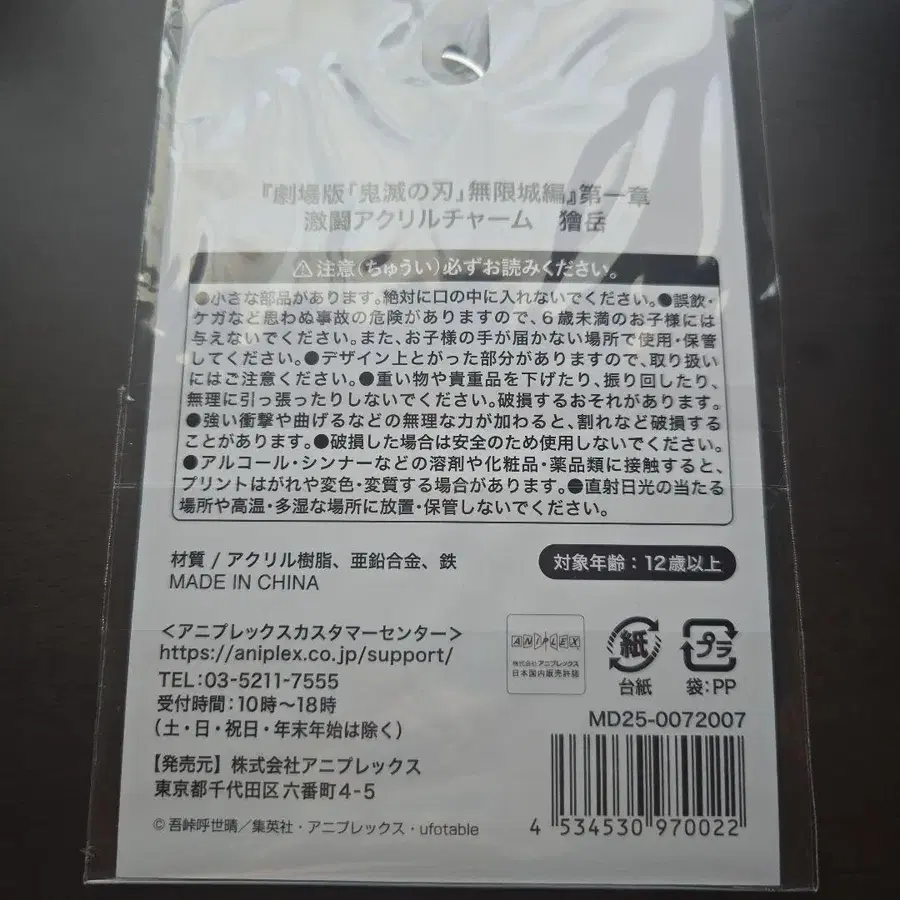 『劇場版「鬼滅の刃」無限城編』第一章
激闘アクリルチャーム　獪岳
⚠注意(ちゅうい)必ずお読みください。
●小さな部品があります。絶対に口の中に入れないでください。●誤飲・
ケガなど思わぬ事故の危険がありますので、6歳未満のお子様には
与えないでください。また、お子様の手が届かない場所で使用・保管
してください。●デザイン上とがった部分がありますので、取り扱い
にはご注意ください。●重い物や貴重品を下げたり、振り回したり、
無理に引っ張ったりしないでください。破損するおそれがあります。
●強い衝撃や曲げるなどの無理な力が加わると、割れなど破損する
ことがあります。●破損した場合は安全のため使用しないでください。
●アルコール・シンナーなどの溶剤や化粧品・薬品類に接触すると、
プリントはがれや変色・変質する場合があります。●直射日光の当たる
場所や高温・多湿な場所に放置・保管しないでください。
材質 / アクリル樹脂、亜鉛合金、鉄
MADE IN CHINA
対象年齢：12歳以上
＜アニプレックスカスタマーセンター＞
https://aniplex.co.jp/support/
TEL:03-5211-7555
受付時間：10時〜18時
(土・日・祝日・年末年始は除く)
【発売元】株式会社アニプレックス
東京都千代田区六番町4-5
©吾峠呼世晴／集英社・アニプレックス・ufotable
ANIPLEX
株式会社アニプレックス
日本国内販売許諾
紙
台紙
プラ
袋：PP
MD25-0072007
4 534530 970022